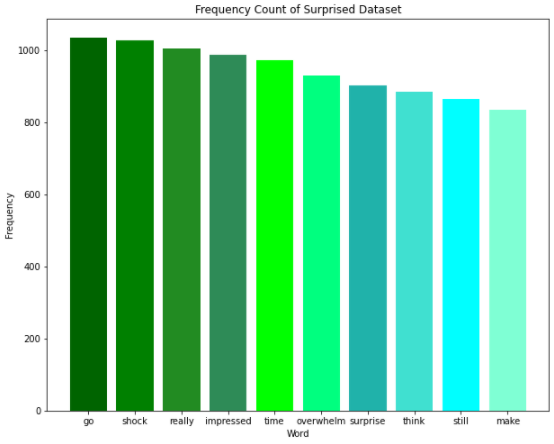 Frequency Count of Surprised Dataset
1000
800
600
400
200
0
Frequency
go shock really impressed time overwhelm surprise think still make
Word